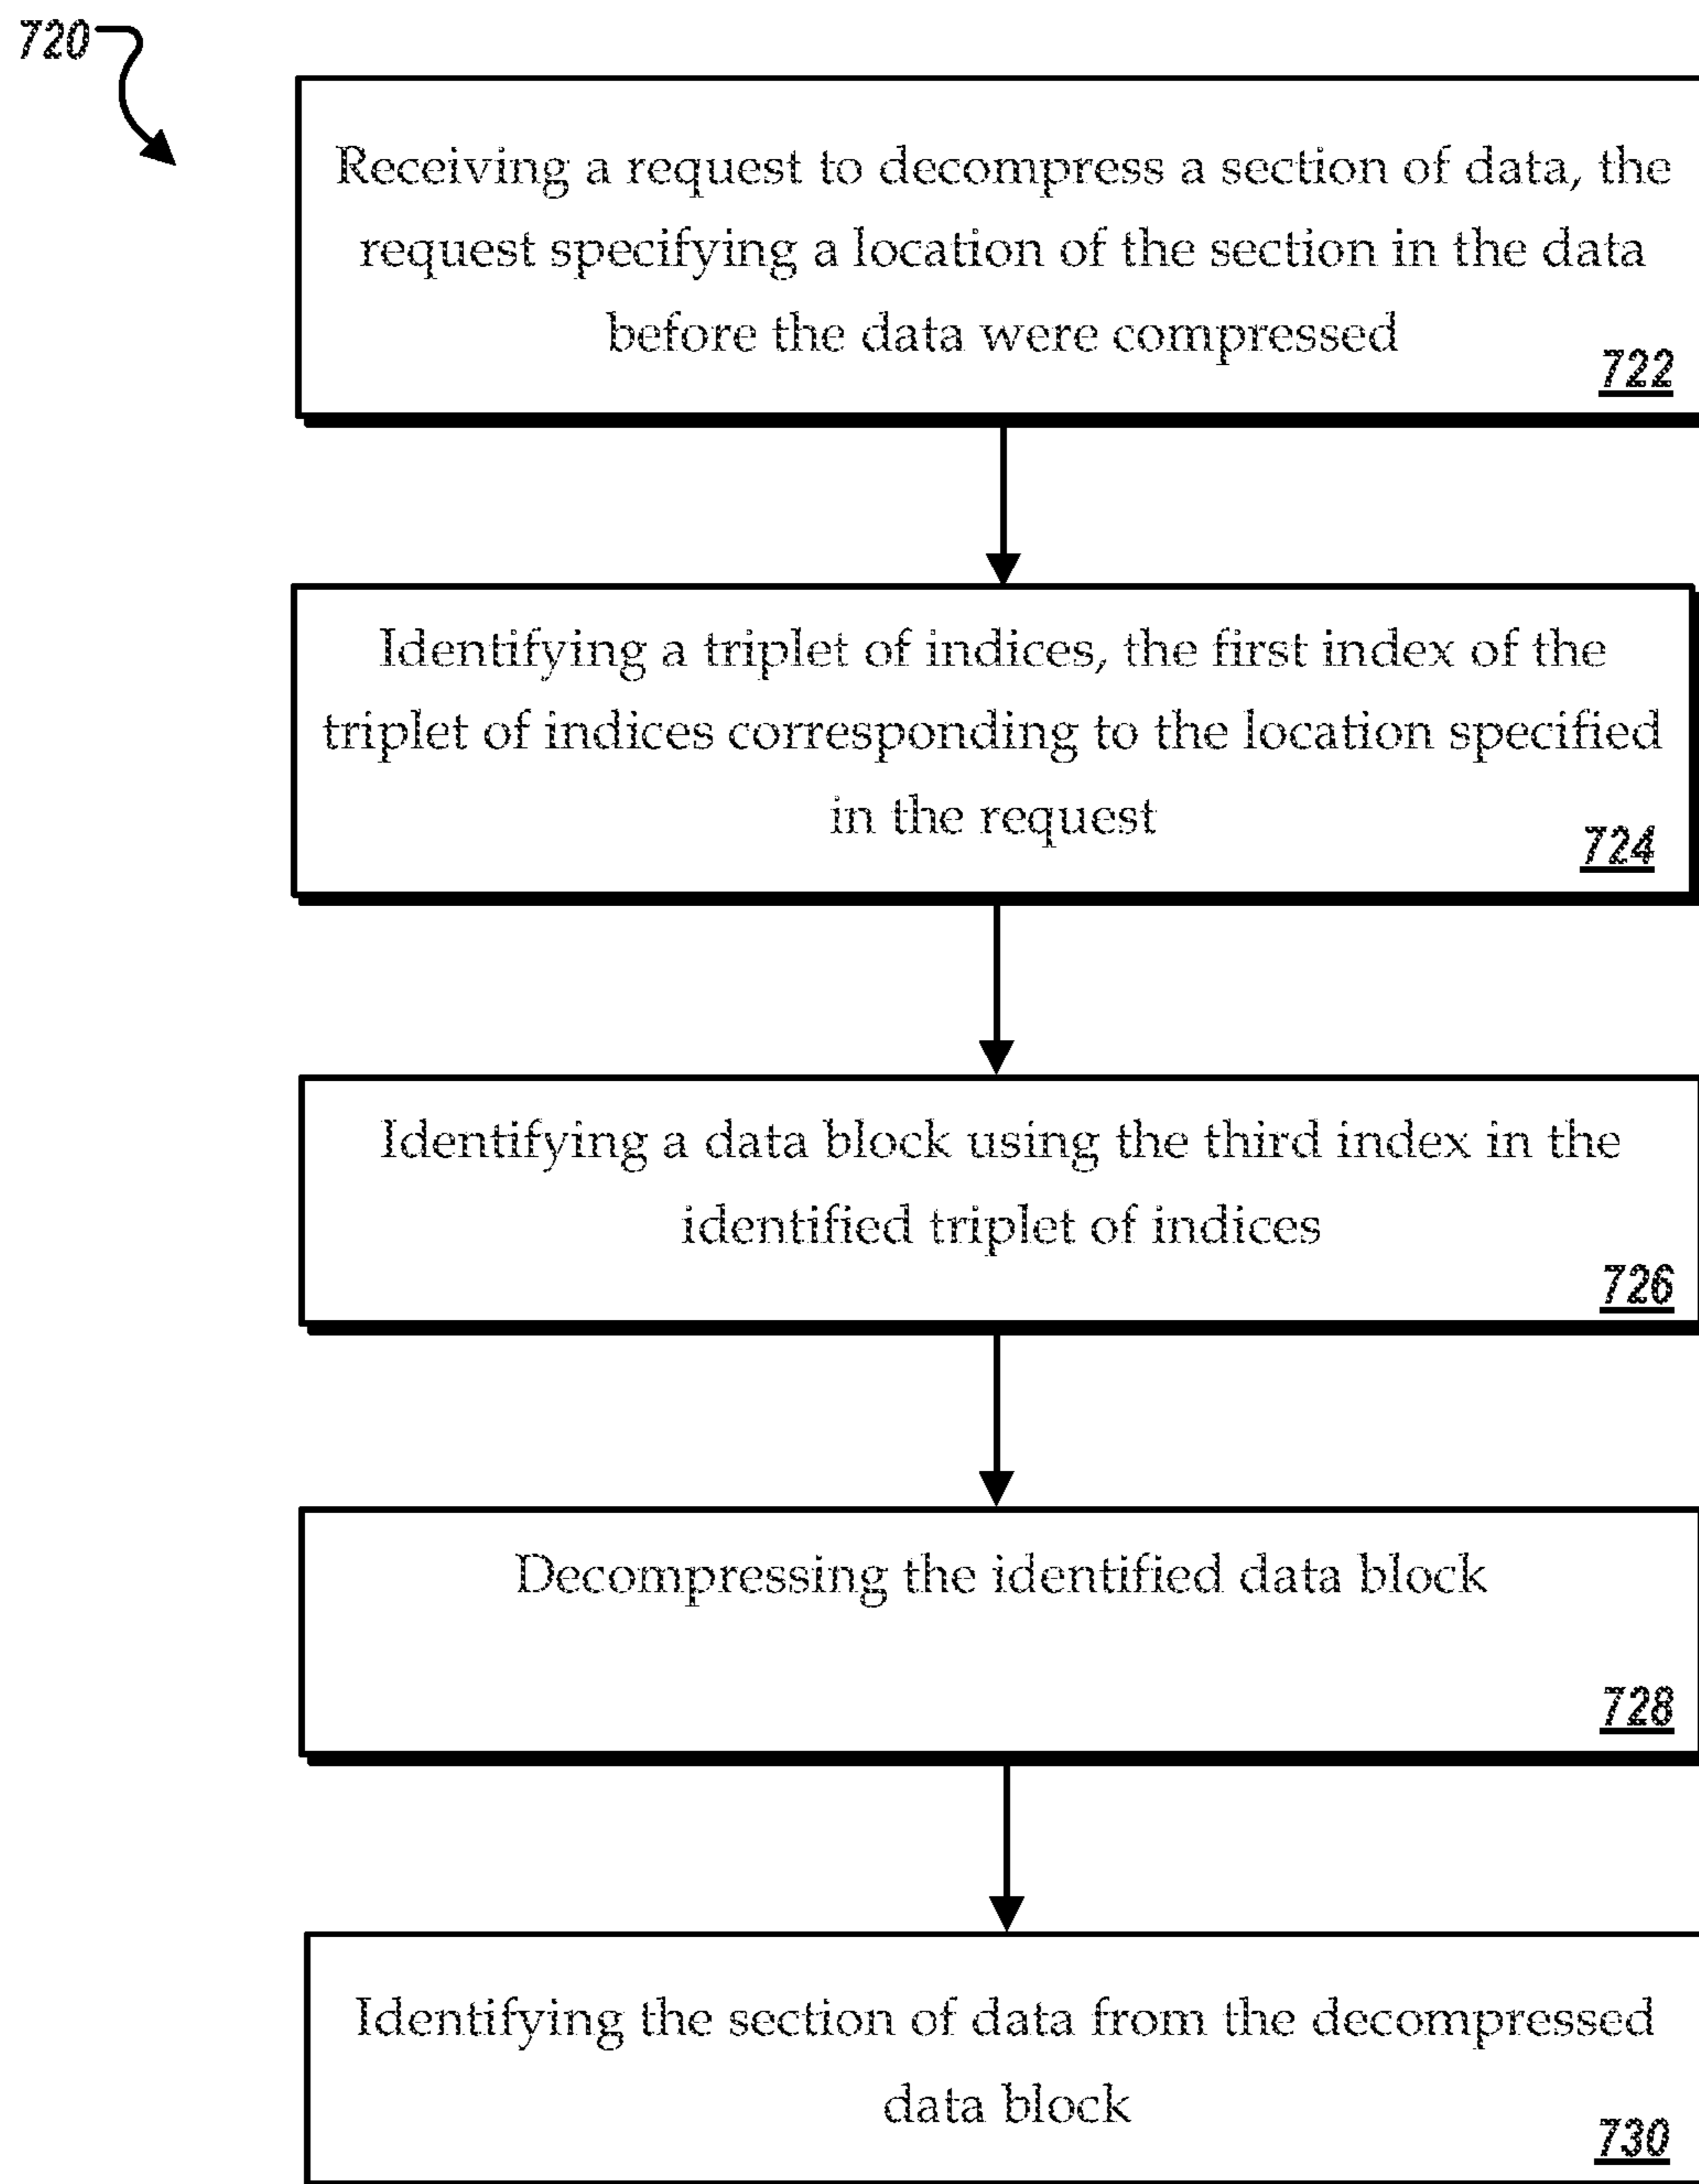 720
Receiving a request to decompress a section of data, the
request specifying a location of the section in the data
before the data were compressed
722
Identifying a triplet of indices, the first index of the
triplet of indices corresponding to the location specified
in the request
724
Identifying a data block using the third index in the
identified triplet of indices
726
Decompressing the identified data block
728
Identifying the section of data from the decompressed
data block
730